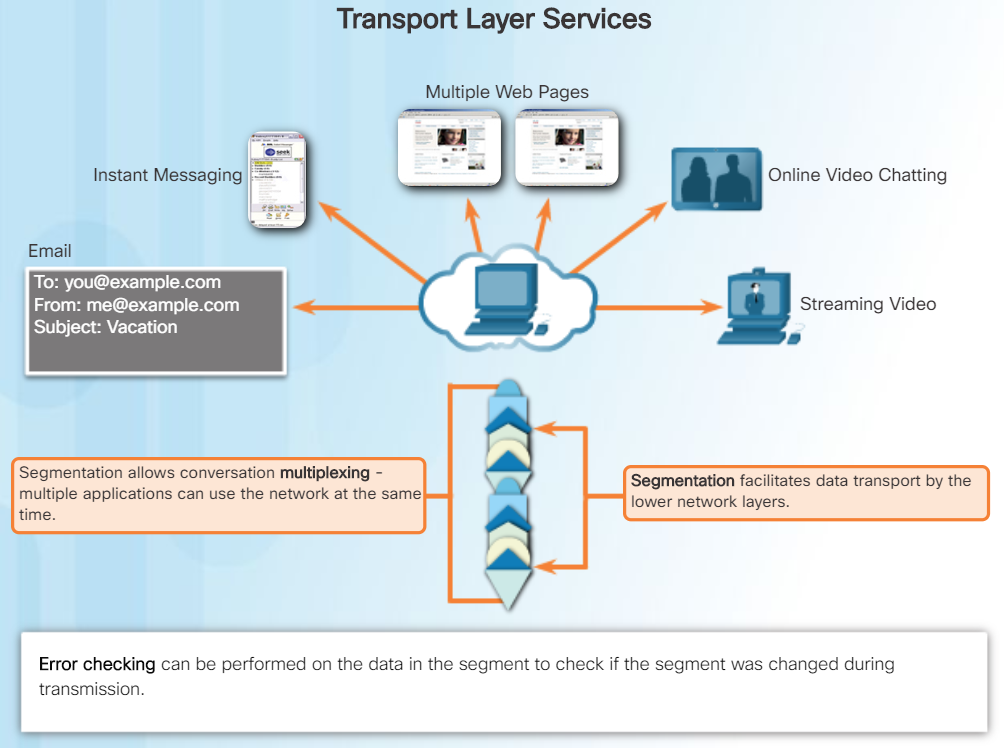 Transport Layer Services
Multiple Web Pages
Instant Messaging
seek
Online Video Chatting
Email
To: you@example.com
From: me@example.com
Subject: Vacation
Streaming Video
Segmentation allows conversation multiplexing -
multiple applications can use the network at the same
time.
Segmentation facilitates data transport by the
lower network layers.
Error checking can be performed on the data in the segment to check if the segment was changed during
transmission.